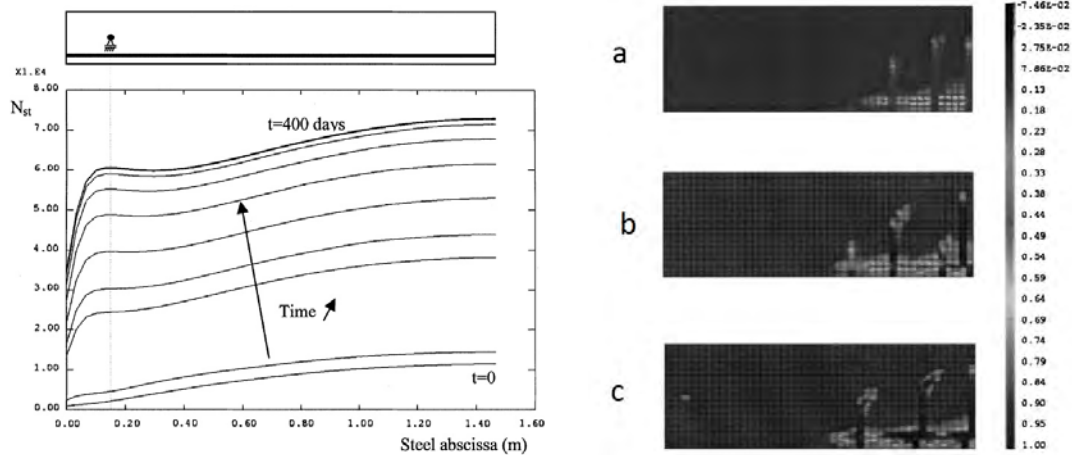 X1.E4
8.00
N_st
7.00
6.00
5.00
4.00
3.00
2.00
1.00
0.00
t=400 days
Time
t=0
0.00 0.20 0.40 0.60 0.80 1.00 1.20 1.40 1.60
Steel abscissa (m)
a
b
c
-7.46E-02
-2.35E-02
2.75E-02
7.86E-02
0.13
0.18
0.23
0.28
0.33
0.38
0.44
0.49
0.54
0.59
0.64
0.69
0.74
0.79
0.84
0.90
0.95
1.00